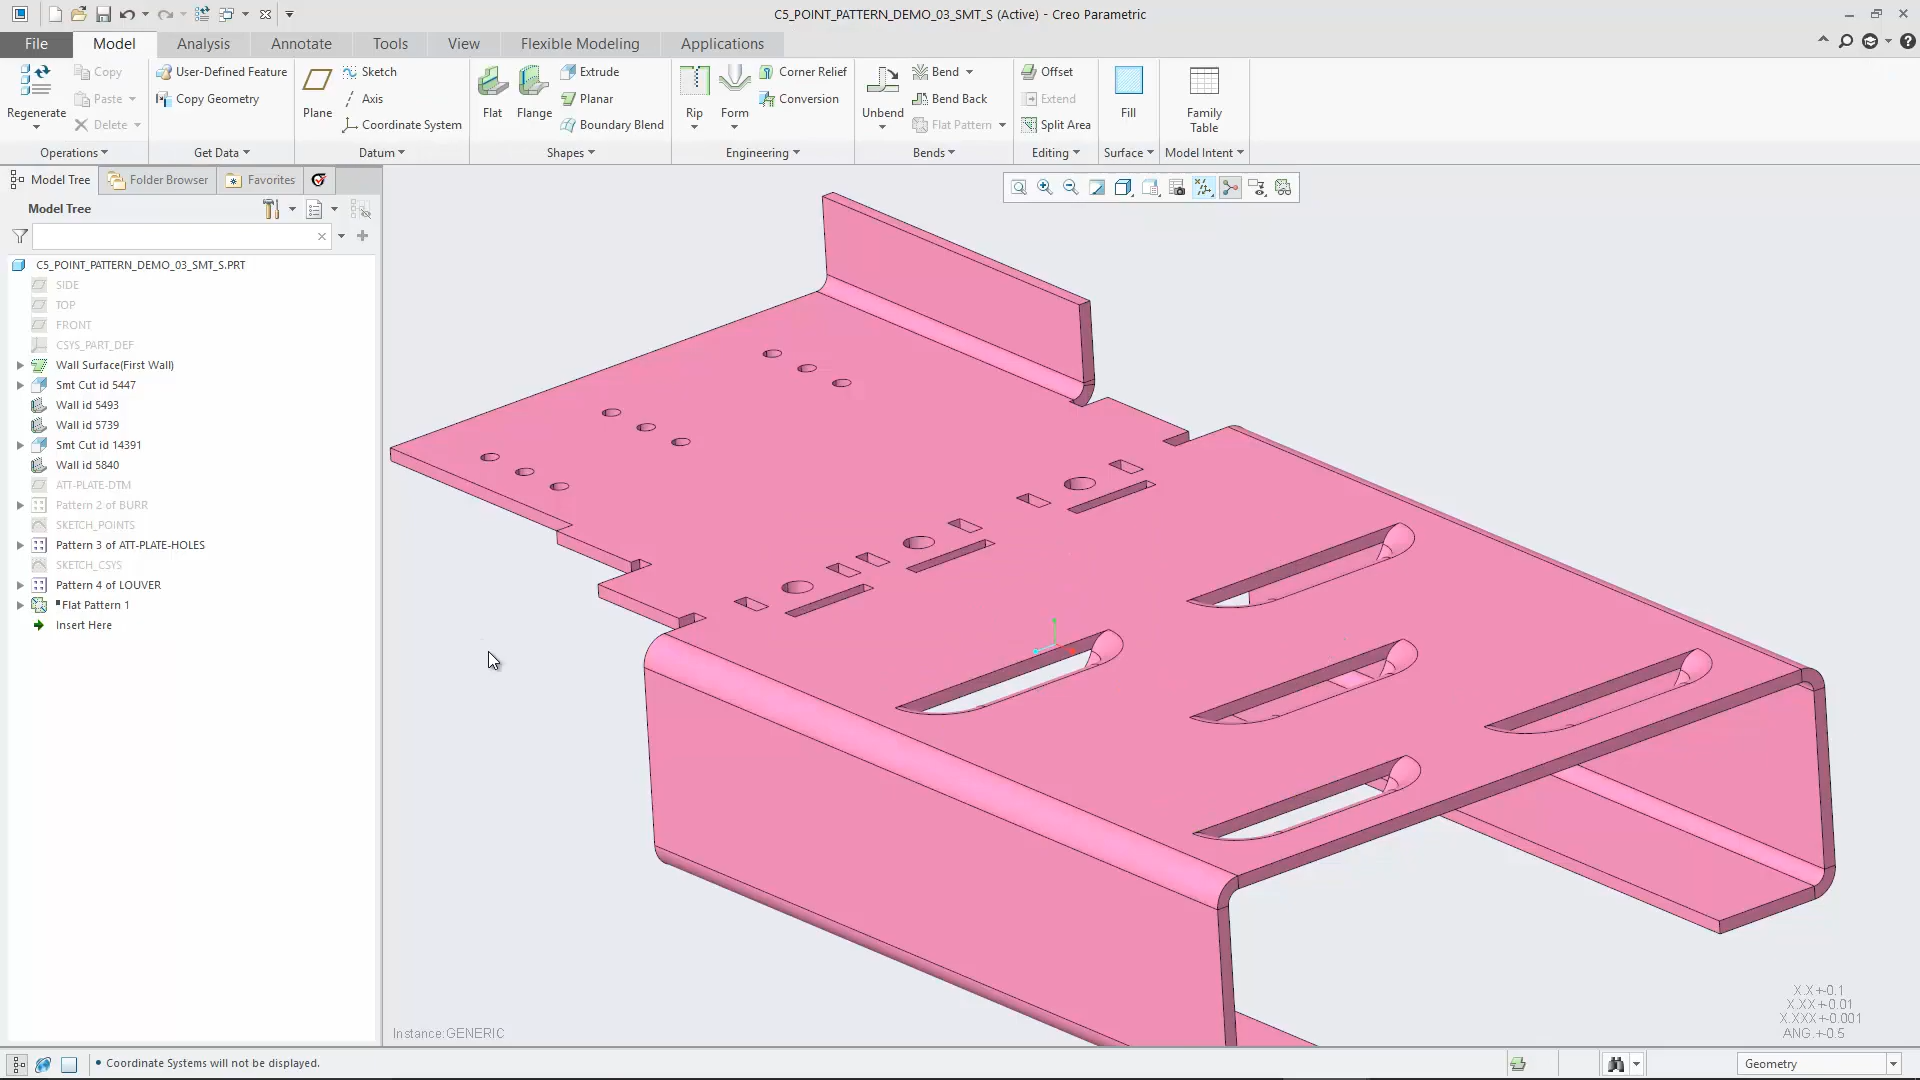 C5_POINT_PATTERN_DEMO_03_SMT_S (Active) - Creo Parametric
File Model Analysis Annotate Tools View Flexible Modeling Applications
Regenerate
Copy
Paste
Delete
Operations
User-Defined Feature
Copy Geometry
Get Data
Plane
Sketch
Axis
Coordinate System
Datum
Flat
Flange
Extrude
Planar
Boundary Blend
Shapes
Rip
Form
Corner Relief
Conversion
Engineering
Unbend
Bend
Bend Back
Flat Pattern
Bends
Offset
Extend
Split Area
Editing
Fill
Surface
Family
Table
Model Intent
Model Tree Folder Browser Favorites
Model Tree
C5_POINT_PATTERN_DEMO_03_SMT_S.PRT
SIDE
TOP
FRONT
CSYS_PART_DEF
Wall Surface(First Wall)
Smt Cut id 5447
Wall id 5493
Wall id 5739
Smt Cut id 14391
Wall id 5840
ATT-PLATE-DTM
Pattern 2 of BURR
SKETCH_POINTS
Pattern 3 of ATT-PLATE-HOLES
SKETCH_CSYS
Pattern 4 of LOUVER
Flat Pattern 1
Insert Here
X.X+-0.1
X.XX+-0.01
X.XXX+-0.001
ANG.+-0.5
Instance:GENERIC
• Coordinate Systems will not be displayed.
Geometry